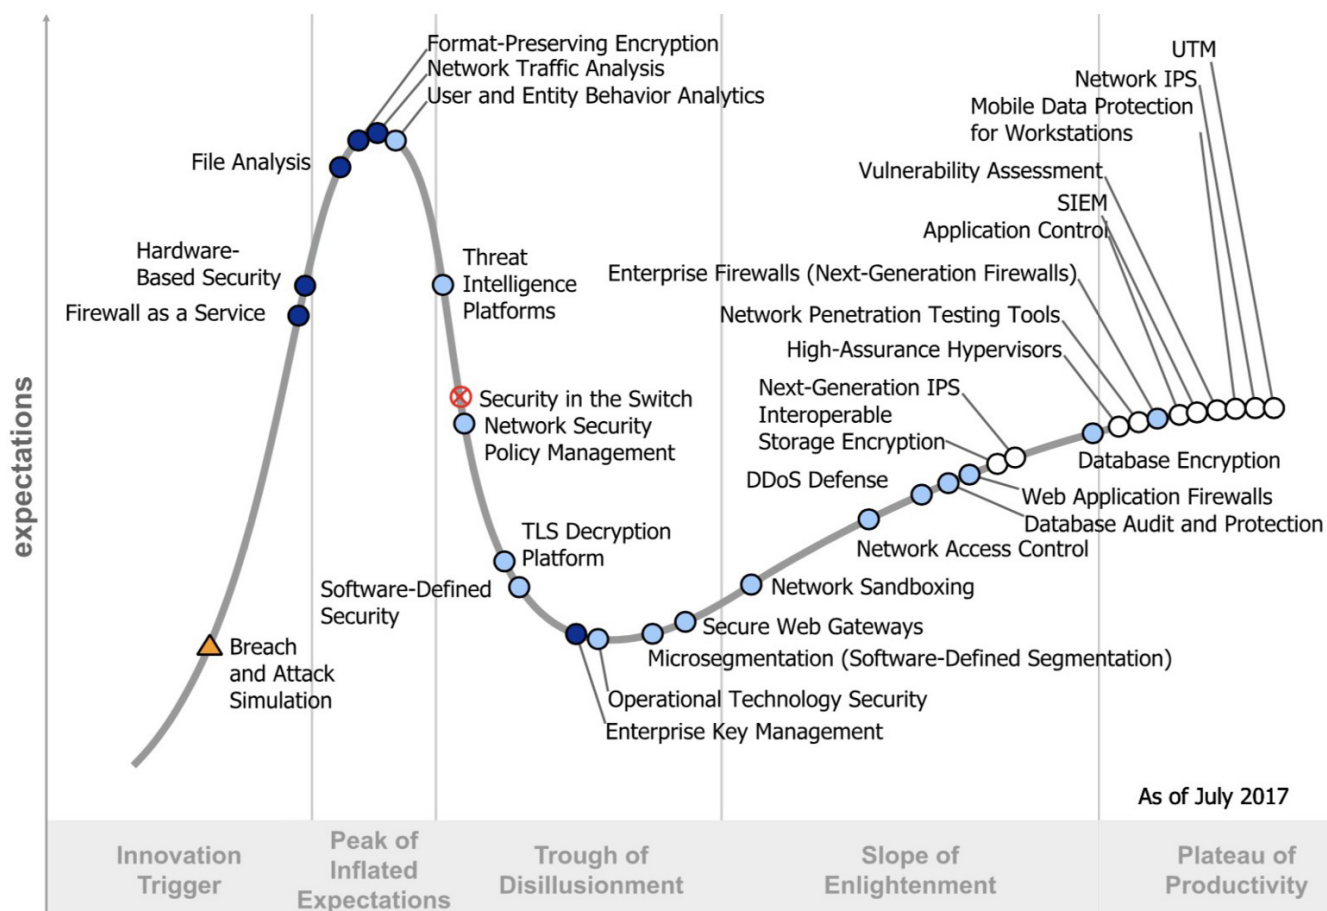 Format-Preserving Encryption
Network Traffic Analysis
User and Entity Behavior Analytics
File Analysis
Hardware-
Based Security
Firewall as a Service
Threat
Intelligence
Platforms
Security in the Switch
Network Security
Policy Management
TLS Decryption
Platform
Software-Defined
Security
Breach
and Attack
Simulation
UTM
Network IPS
Mobile Data Protection
for Workstations
Vulnerability Assessment
SIEM
Application Control
Enterprise Firewalls (Next-Generation Firewalls)
Network Penetration Testing Tools
High-Assurance Hypervisors
Next-Generation IPS
Interoperable
Storage Encryption
DDoS Defense
Database Encryption
Web Application Firewalls
Database Audit and Protection
Network Access Control
Network Sandboxing
Secure Web Gateways
Microsegmentation (Software-Defined Segmentation)
Operational Technology Security
Enterprise Key Management
As of July 2017
expectations
Innovation
Trigger
Peak of
Inflated
Expectations
Trough of
Disillusionment
Slope of
Enlightenment
Plateau of
Productivity